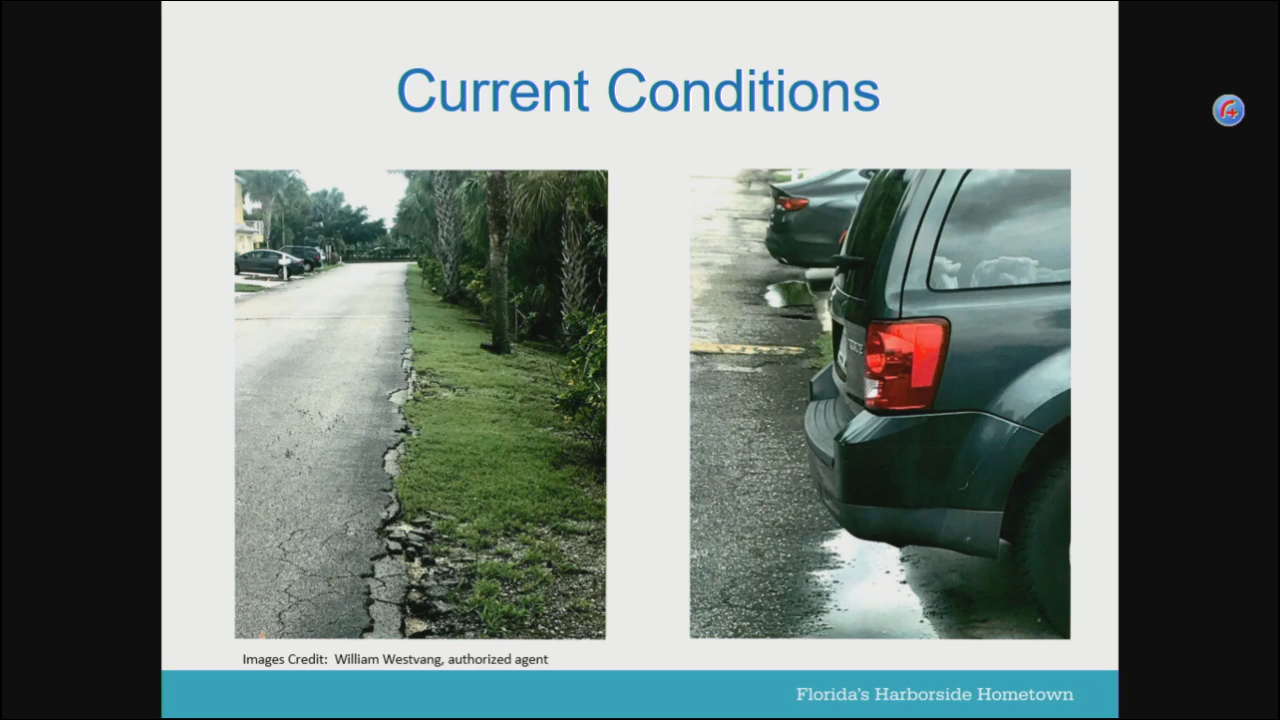 Current Conditions
Images Credit:  William Westvang, authorized agent
Florida's Harborside Hometown